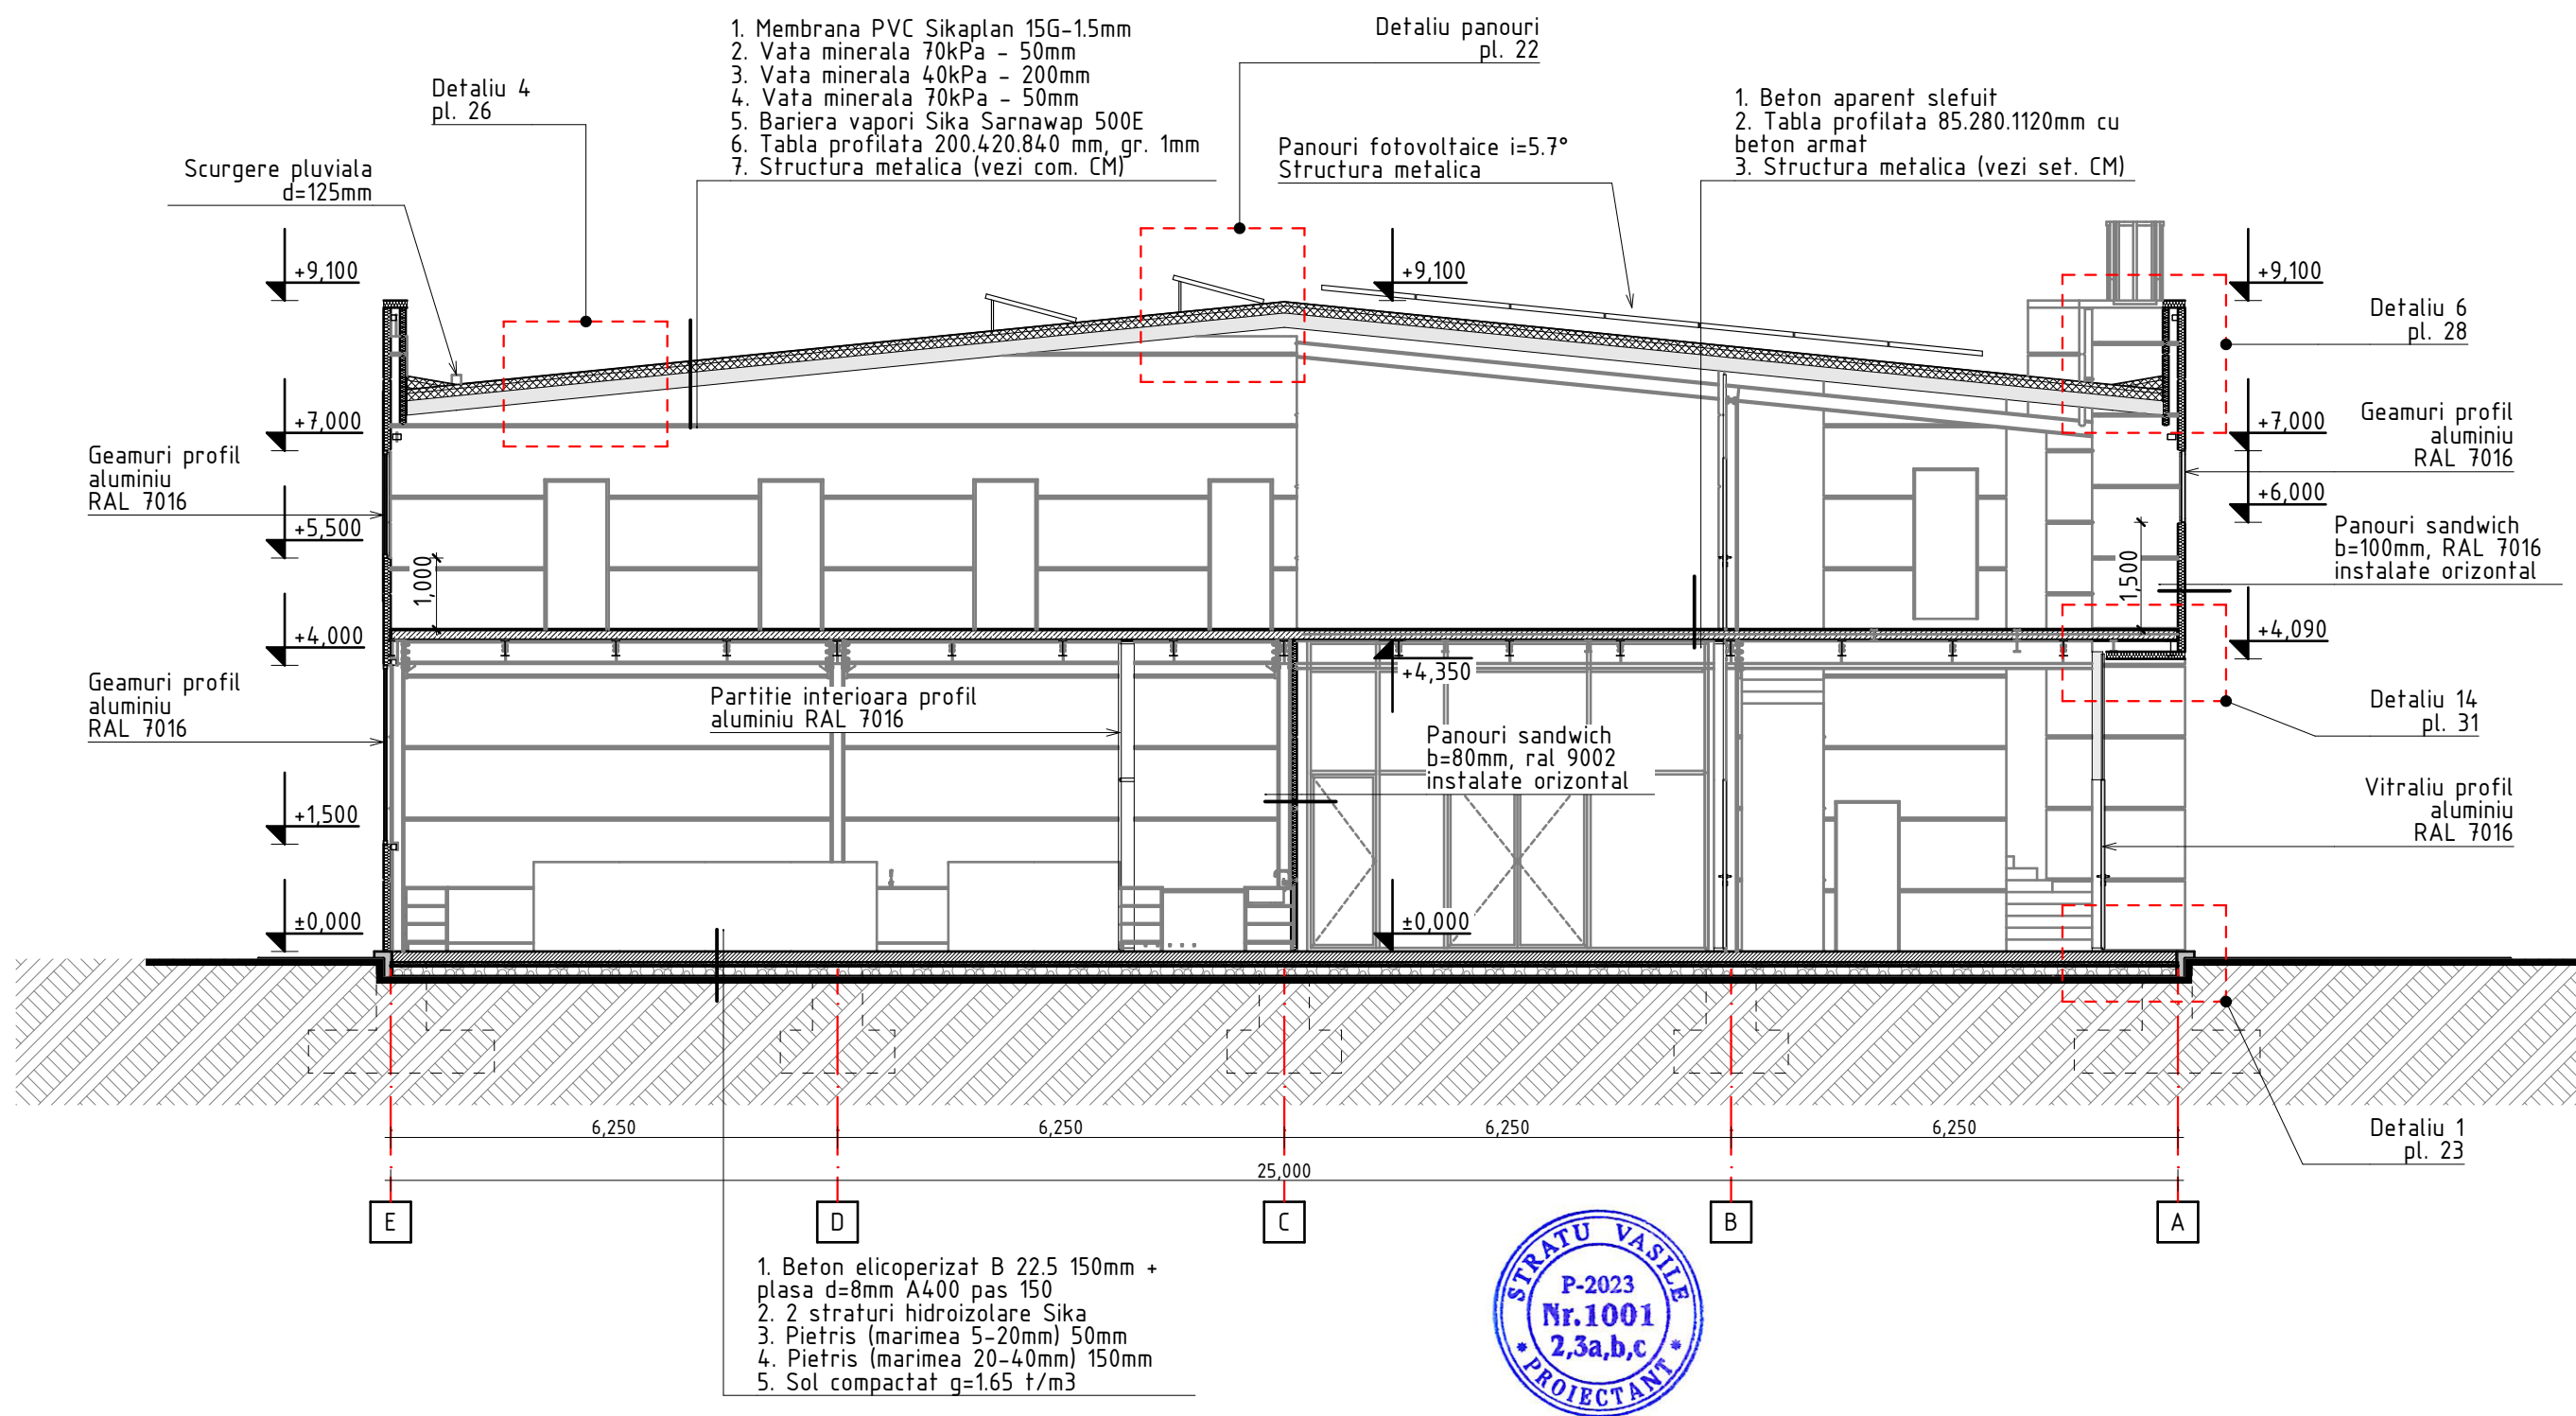 1. Membrana PVC Sikaplan 15G-1.5mm
2. Vata minerala 70kPa - 50mm
3. Vata minerala 40kPa - 200mm
4. Vata minerala 70kPa - 50mm
5. Bariera vapori Sika Sarnawap 500E
6. Tabla profilata 200.420.840 mm, gr. 1mm
7. Structura metalica (vezi com. CM)
Detaliu panouri
pl. 22
Detaliu 4
pl. 26
1. Beton aparent slefuit
2. Tabla profilata 85.280.1120mm cu
beton armat
3. Structura metalica (vezi set. CM)
Panouri fotovoltaice i=5.7°
Structura metalica
Scurgere pluviala
d=125mm
+9,100
+9,100
+9,100
Detaliu 6
pl. 28
+7,000
+7,000
Geamuri profil
aluminiu
RAL 7016
Geamuri profil
aluminiu
RAL 7016
+6,000
+5,500
Panouri sandwich
b=100mm, RAL 7016
instalate orizontal
1,000
1,500
+4,000
+4,090
+4,350
Geamuri profil
aluminiu
RAL 7016
Partitie interioara profil
aluminiu RAL 7016
Detaliu 14
pl. 31
Panouri sandwich
b=80mm, ral 9002
instalate orizontal
Vitraliu profil
aluminiu
RAL 7016
+1,500
±0,000
±0,000
6,250
6,250
6,250
6,250
Detaliu 1
pl. 23
25,000
E
D
C
B
A
1. Beton elicoperizat B 22.5 150mm +
plasa d=8mm A400 pas 150
2. 2 straturi hidroizolare Sika
3. Pietris (marimea 5-20mm) 50mm
4. Pietris (marimea 20-40mm) 150mm
5. Sol compactat g=1.65 t/m3
STRATU VASILE
P-2023
Nr.1001
2,3a,b,c
* PROIECTANT *